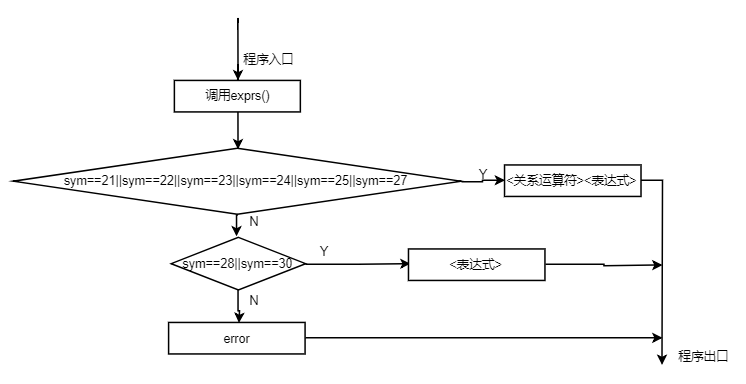 程序入口
调用exprs()
sym==21||sym==22||sym==23||sym==24||sym==25||sym==27
Y
<关系运算符><表达式>
N
sym==28||sym==30
Y
<表达式>
N
error
程序出口